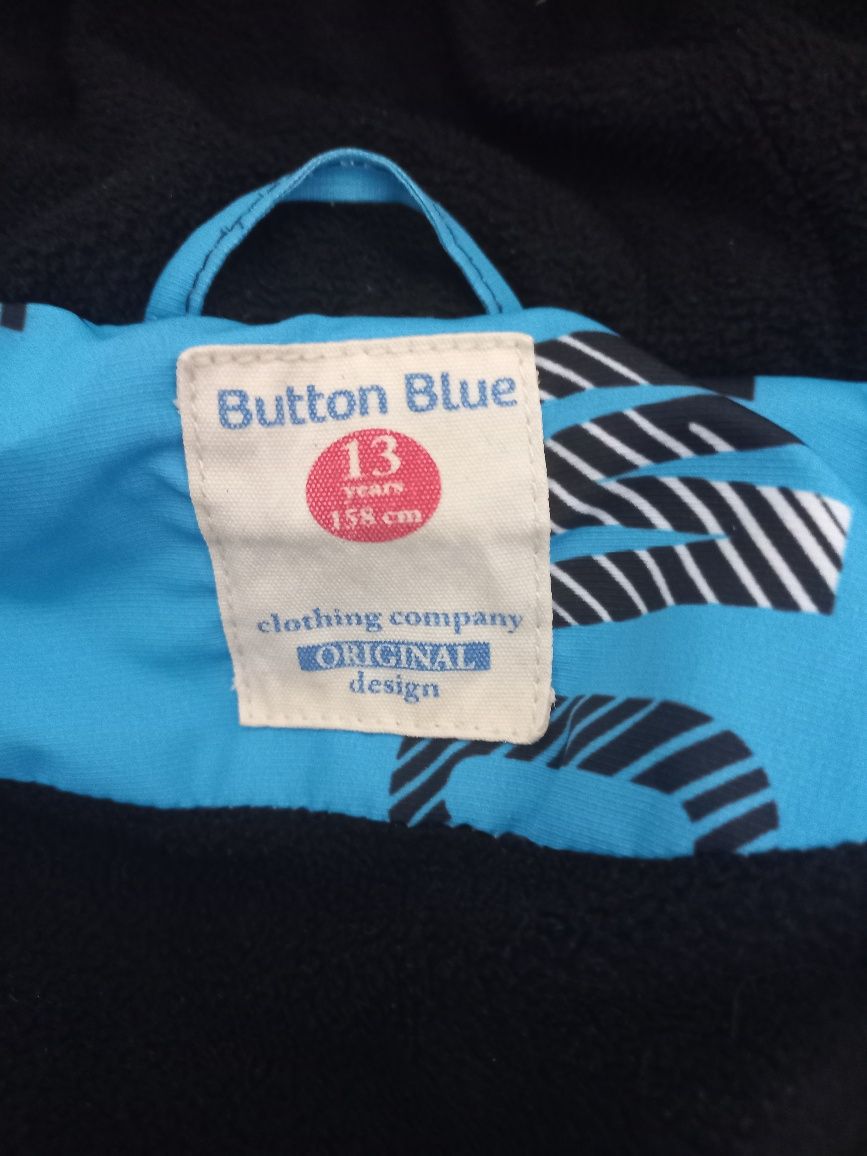 Button Blue
13
years
158 cm
clothing company
ORIGINAL
design